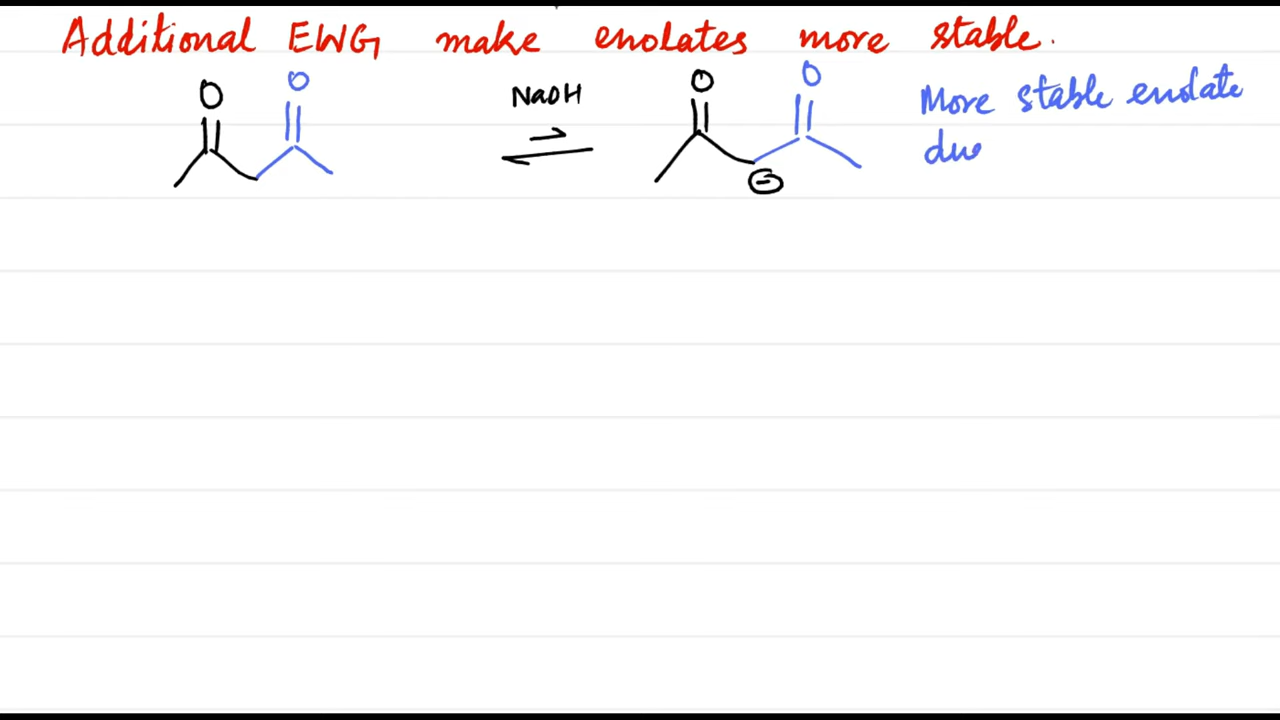 Additional EWG make enolates more stable.
O O NaOH O O More stable enolate
due
⊖